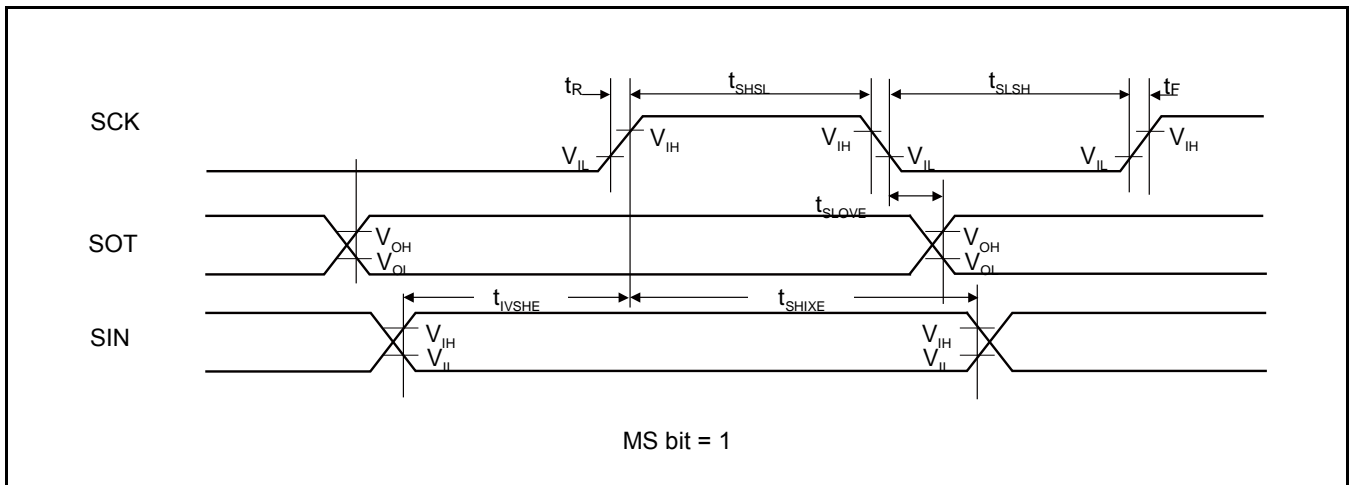 tR tSHSL tSLSH tF
SCK
VIH VIH VIH
VIL VIL VIL
tSLOVE
SOT
VOH VOH
VOL VOL
tIVSHE tSHIXE
SIN
VIH VIH
VIL VIL
MS bit = 1